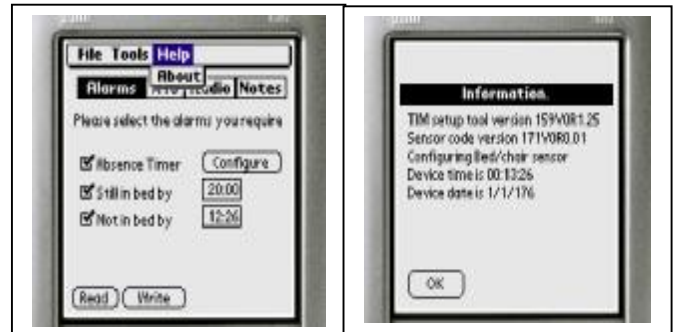 File Tools Help
About
Alarms Radio Notes
Please select the alarms you require
Absence Timer Configure
Still in bed by 20:00
Not in bed by 12:26
Read Write
Information.
TIM setup tool version 159V0R1.25
Sensor code version 171V0R0.01
Configuring Bed/chair sensor
Device time is 00:13:26
Device date is 1/1/176
OK